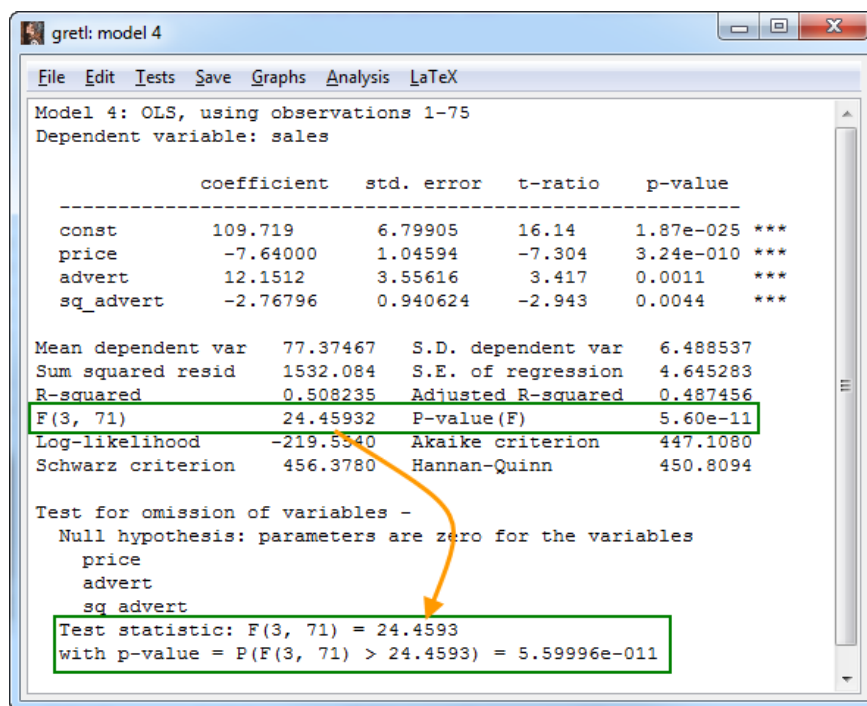 gretl: model 4
File Edit Tests Save Graphs Analysis LaTeX
Model 4: OLS, using observations 1-75
Dependent variable: sales
coefficient std. error t-ratio p-value
------------------------------------------------------------
const 109.719 6.79905 16.14 1.87e-025 ***
price -7.64000 1.04594 -7.304 3.24e-010 ***
advert 12.1512 3.55616 3.417 0.0011 ***
sq_advert -2.76796 0.940624 -2.943 0.0044 ***
Mean dependent var 77.37467 S.D. dependent var 6.488537
Sum squared resid 1532.084 S.E. of regression 4.645283
R-squared 0.508235 Adjusted R-squared 0.487456
F(3, 71) 24.45932 P-value(F) 5.60e-11
Log-likelihood -219.5540 Akaike criterion 447.1080
Schwarz criterion 456.3780 Hannan-Quinn 450.8094
Test for omission of variables -
Null hypothesis: parameters are zero for the variables
price
advert
sq_advert
Test statistic: F(3, 71) = 24.4593
with p-value = P(F(3, 71) > 24.4593) = 5.59996e-011